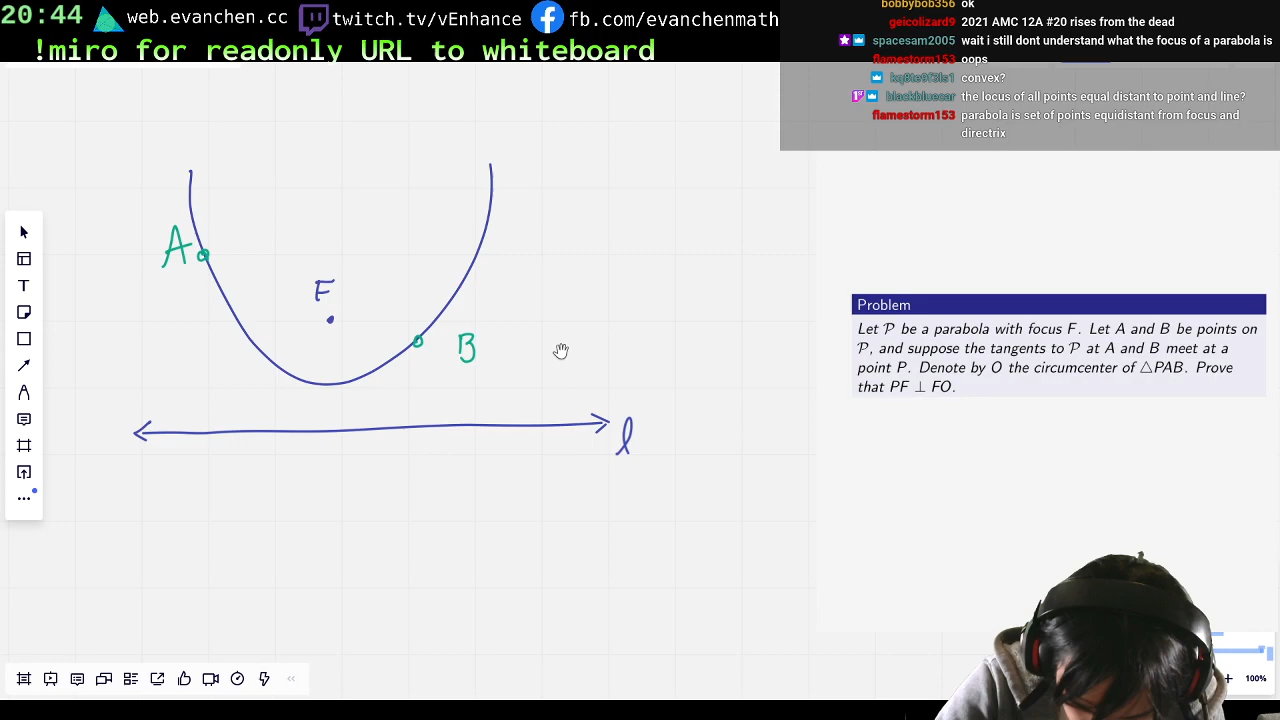 20:44 web.evanchen.cc twitch.tv/vEnhance fb.com/evanchenmath
!miro for readonly URL to whiteboard
bobbybob356 ok
geicolizard9 2021 AMC 12A #20 rises from the dead
spacesam2005 wait i still dont understand what the focus of a parabola is
flamestorm153 oops
kq8te9f3ls1 convex?
blackbluecar the locus of all points equal distant to point and line?
flamestorm153 parabola is set of points equidistant from focus and
directrix
A
F
B
l
T
Problem
Let P be a parabola with focus F. Let A and B be points on
P, and suppose the tangents to P at A and B meet at a
point P. Denote by O the circumcenter of △PAB. Prove
that PF ⊥ FO.
100%